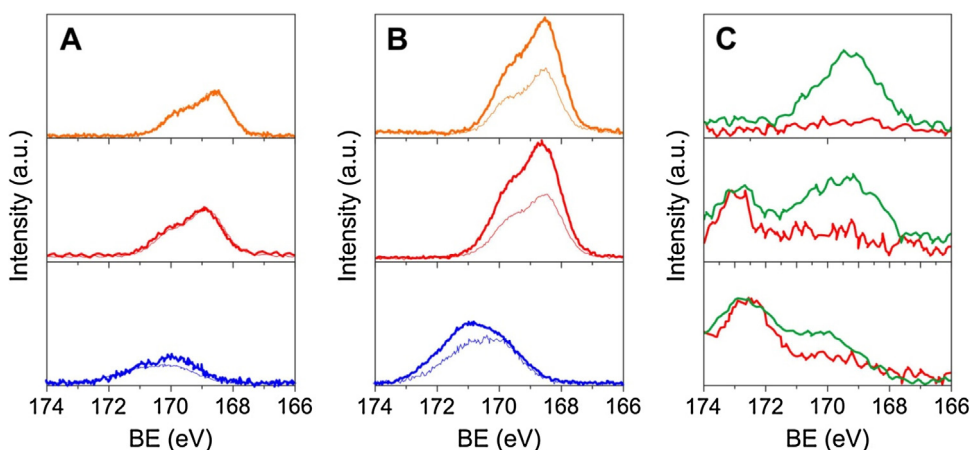 A
B
C
Intensity (a.u.)
Intensity (a.u.)
Intensity (a.u.)
174 172 170 168 166
174 172 170 168 166
174 172 170 168 166
BE (eV)
BE (eV)
BE (eV)